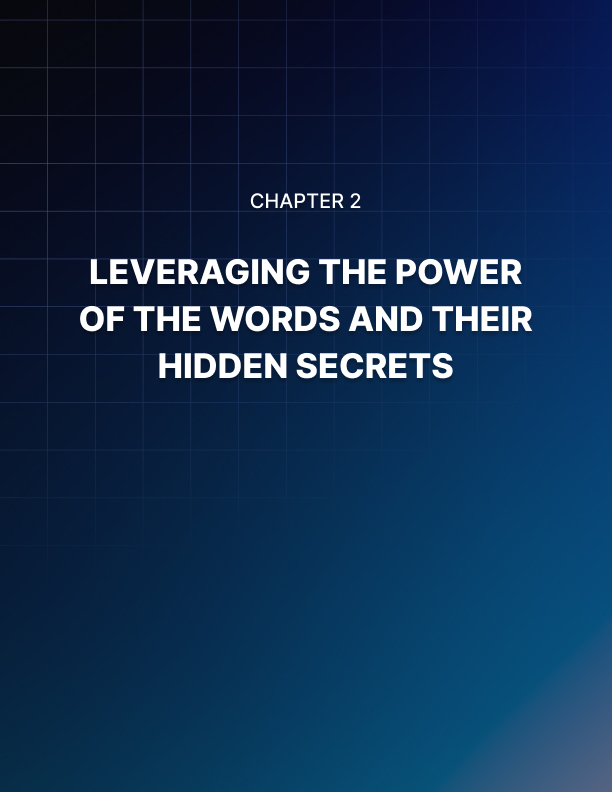 CHAPTER 2
LEVERAGING THE POWER
OF THE WORDS AND THEIR
HIDDEN SECRETS